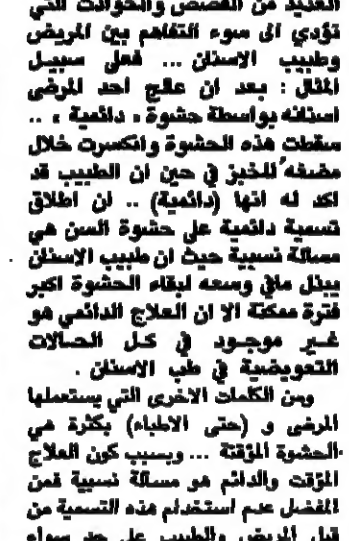 العديد من القصص والحوادث التي
تؤدي الى سوء التفاهم بين المريض
وطبيب الاسنان ... فعلى سبيل
المثال : بعد ان عالج احد المرضى
اسنانه بواسطة حشوة « دائمية » ..
سقطت هذه الحشوة وانكسرت خلال
مضغه للخبز في حين ان الطبيب قد
اكد له انها (دائمية) .. ان اطلاق
تسمية دائمية على حشوة السن هي
مسالة نسبية حيث ان طبيب الاسنان
يبذل مافي وسعه لبقاء الحشوة اكبر
فترة ممكنة الا ان العلاج الدائمي هو
غير موجود في كل الحالات
التعويضية في طب الاسنان .
ومن الكلمات الاخرى التي يستعملها
المرضى و (حتى الاطباء) بكثرة هي
الحشوة المؤقتة ... وبسبب كون العلاج
المؤقت والدائم هو مسالة نسبية فمن
المفضل عدم استخدام هذه التسمية من
قبل المريض والطبيب على حد سواء